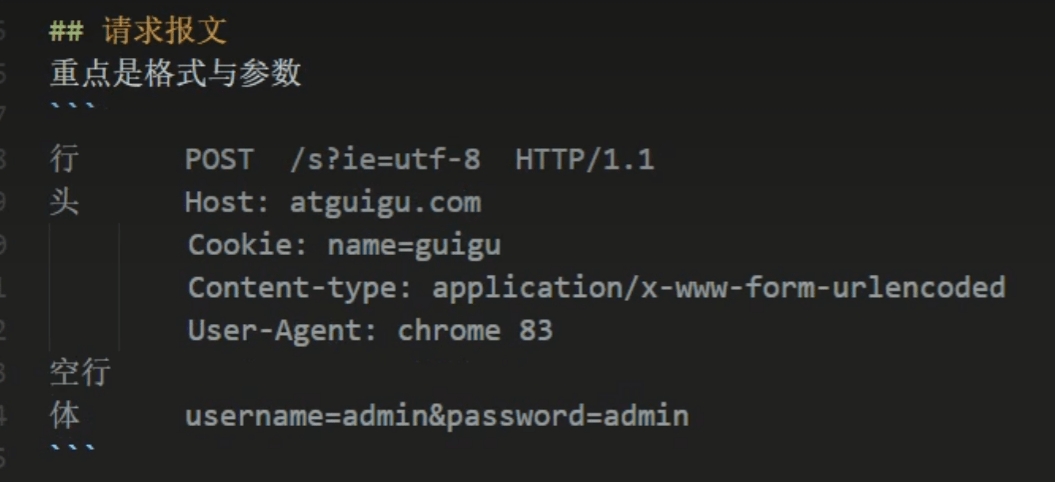 ## 请求报文
重点是格式与参数
```
行 POST /s?ie=utf-8 HTTP/1.1
头 Host: atguigu.com
Cookie: name=guigu
Content-type: application/x-www-form-urlencoded
User-Agent: chrome 83
空行
体 username=admin&password=admin
```